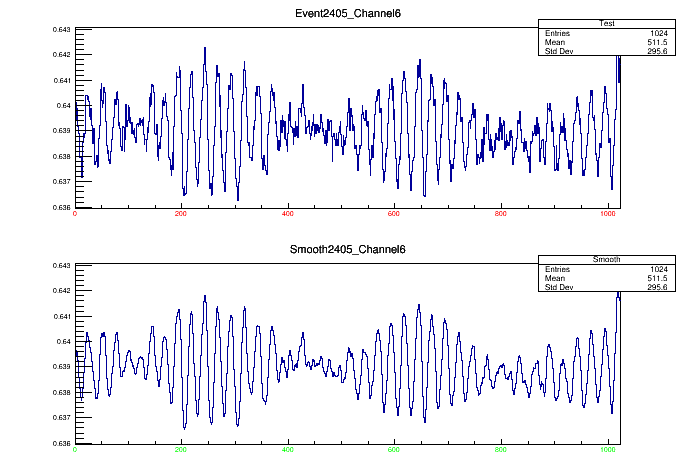 Event2405_Channel6
Test
Entries 1024
Mean 511.5
Std Dev 295.6
0.643
0.642
0.641
0.64
0.639
0.638
0.637
0.636
0 200 400 600 800 1000
Smooth2405_Channel6
Smooth
Entries 1024
Mean 511.5
Std Dev 295.6
0.643
0.642
0.641
0.64
0.639
0.638
0.637
0.636
0 200 400 600 800 1000